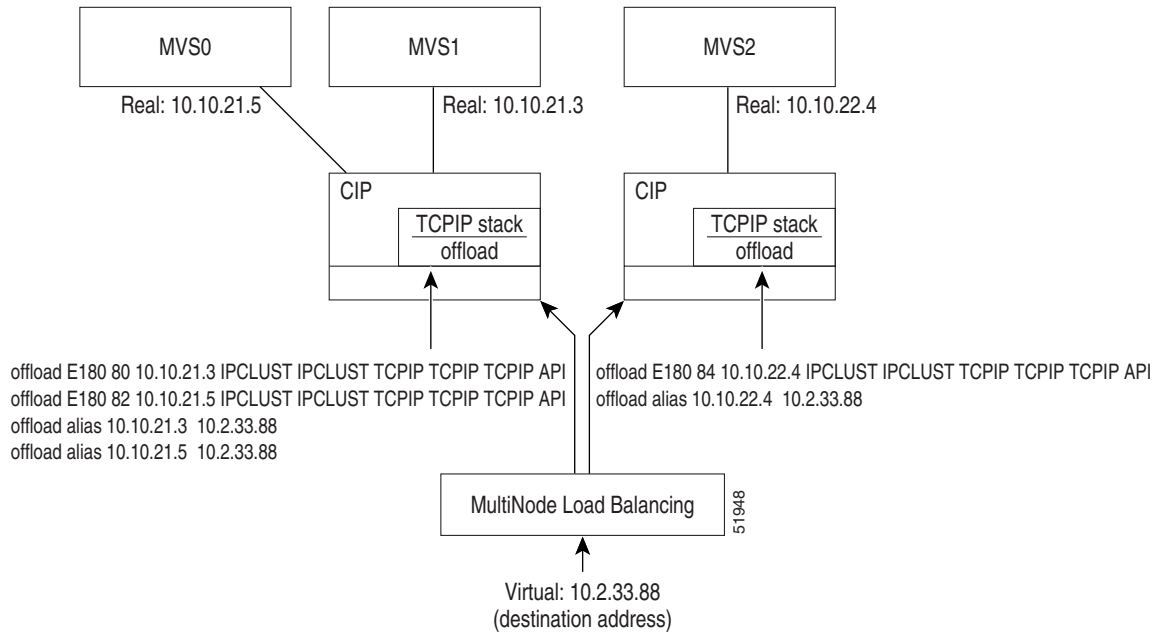 MVS0
MVS1
MVS2
Real: 10.10.21.5
Real: 10.10.21.3
Real: 10.10.22.4
CIP
TCPIP stack
offload
CIP
TCPIP stack
offload
offload E180 80 10.10.21.3 IPCLUST IPCLUST TCPIP TCPIP TCPIP API
offload E180 82 10.10.21.5 IPCLUST IPCLUST TCPIP TCPIP TCPIP API
offload alias 10.10.21.3 10.2.33.88
offload alias 10.10.21.5 10.2.33.88
offload E180 84 10.10.22.4 IPCLUST IPCLUST TCPIP TCPIP TCPIP API
offload alias 10.10.22.4 10.2.33.88
MultiNode Load Balancing
51948
Virtual: 10.2.33.88
(destination address)